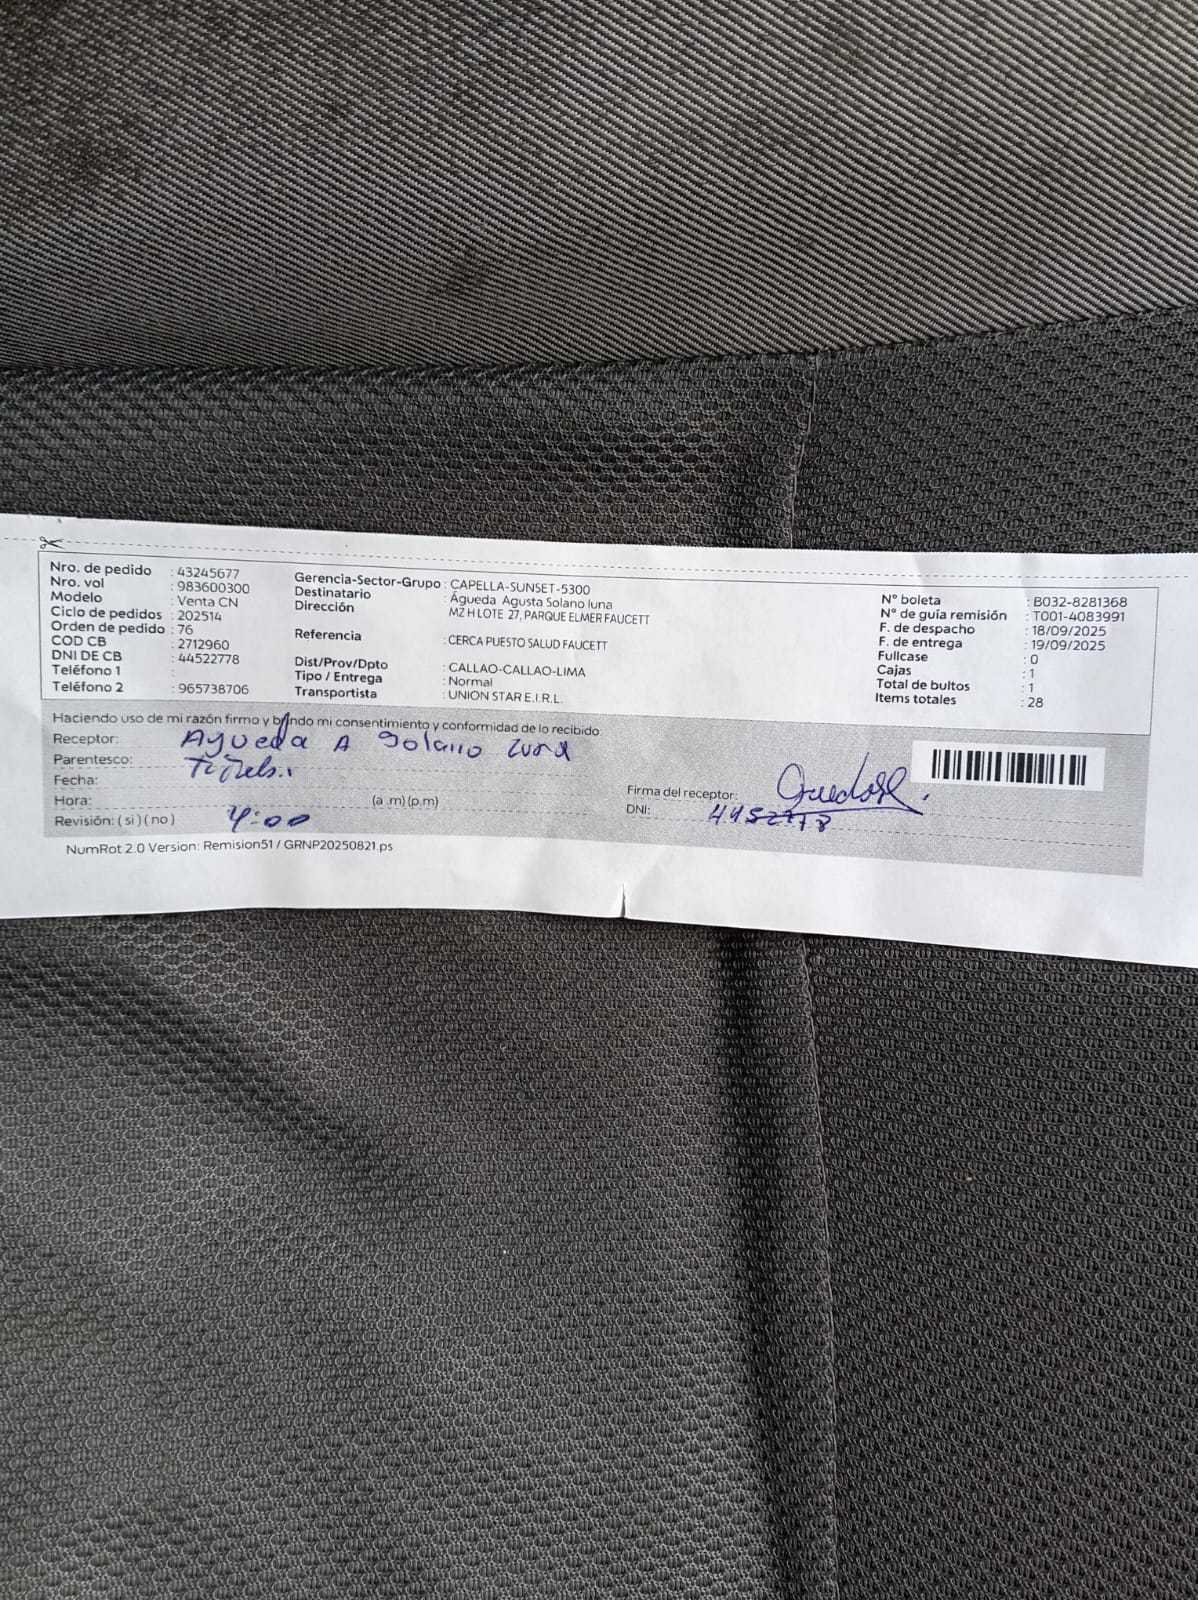 Nro. de pedido : 43245677
Nro. vol : 983600300
Modelo : Venta CN
Ciclo de pedidos : 202514
Orden de pedido : 76
COD CB : 2712960
DNI DE CB : 44522778
Teléfono 1 :
Teléfono 2 : 965738706
Gerencia-Sector-Grupo : CAPELLA-SUNSET-5300
Destinatario : Águeda Agusta Solano luna
Dirección MZ H LOTE 27, PARQUE ELMER FAUCETT
Referencia : CERCA PUESTO SALUD FAUCETT
Dist/Prov/Dpto : CALLAO-CALLAO-LIMA
Tipo / Entrega : Normal
Transportista : UNION STAR E.I.R.L.
N° boleta : B032-8281368
N° de guía remisión : T001-4083991
F. de despacho : 18/09/2025
F. de entrega : 19/09/2025
Fullcase : 0
Cajas : 1
Total de bultos : 1
Items totales : 28
Haciendo uso de mi razón firmo y brindo mi consentimiento y conformidad de lo recibido:
Receptor: Agueda A Solano Luna
Parentesco:
Fecha:
Hora: (a .m) (p.m)
Revisión: ( si ) ( no ) 4:00
Firma del receptor:
DNI: 44522778
NumRot 2.0 Version: Remision51 / GRNP20250821.ps